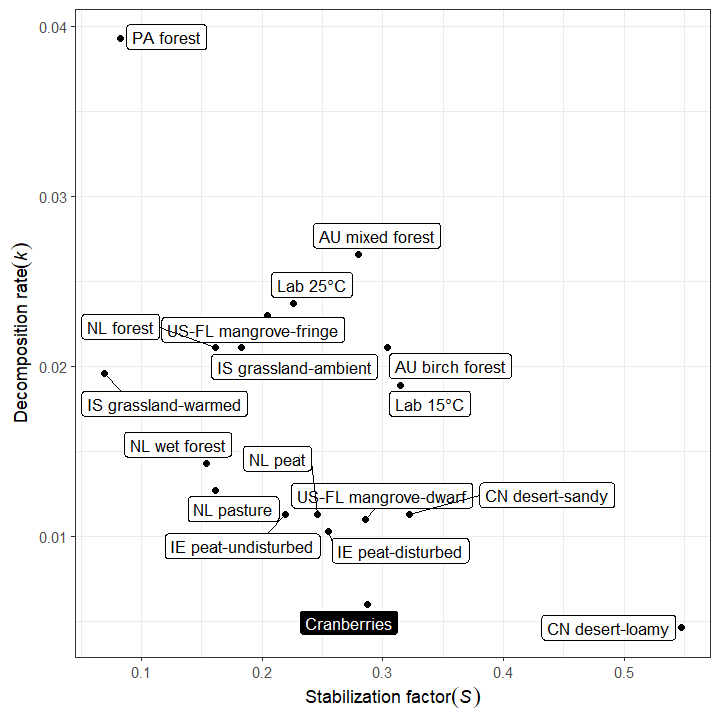 0.04
PA forest
0.03
AU mixed forest
Lab 25°C
NL forest
US-FL mangrove-fringe
IS grassland-ambient
AU birch forest
0.02
IS grassland-warmed
Lab 15°C
NL wet forest
NL peat
US-FL mangrove-dwarf
CN desert-sandy
NL pasture
0.01
IE peat-undisturbed
IE peat-disturbed
Cranberries
CN desert-loamy
0.1 0.2 0.3 0.4 0.5
Stabilization factor(S)
Decomposition rate(k)